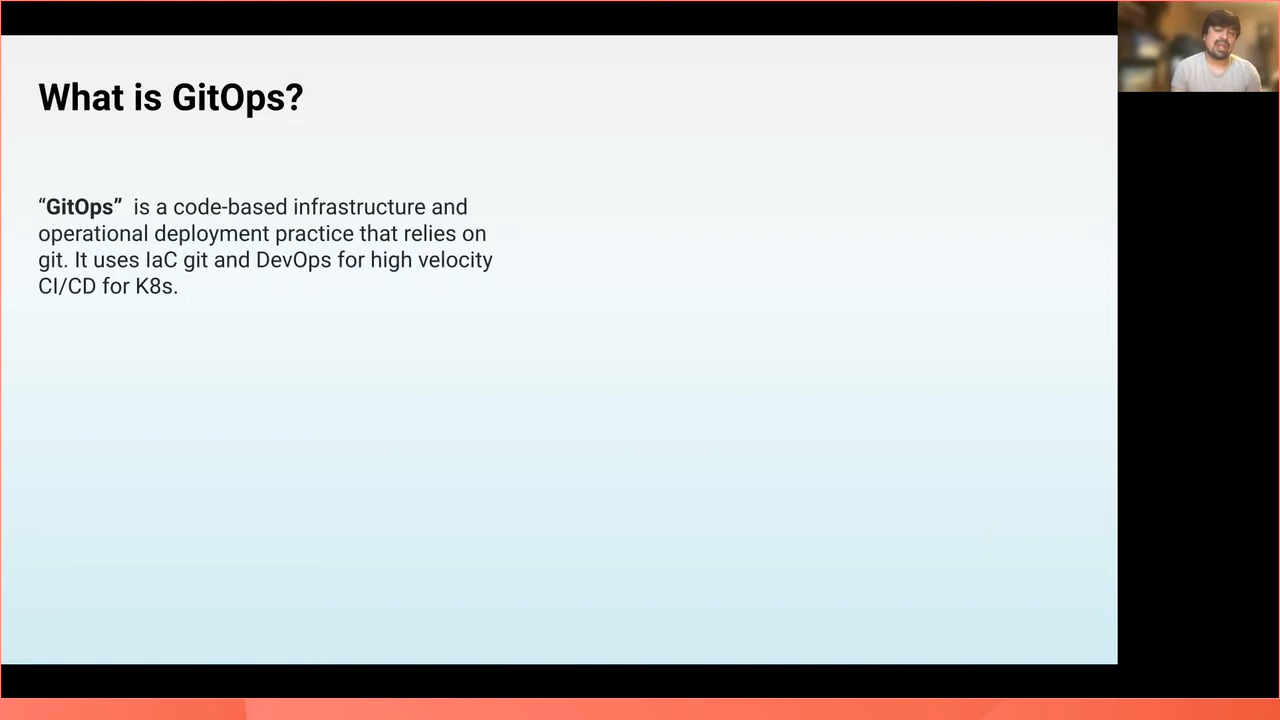 What is GitOps?
“GitOps”  is a code-based infrastructure and
operational deployment practice that relies on
git. It uses IaC git and DevOps for high velocity
CI/CD for K8s.